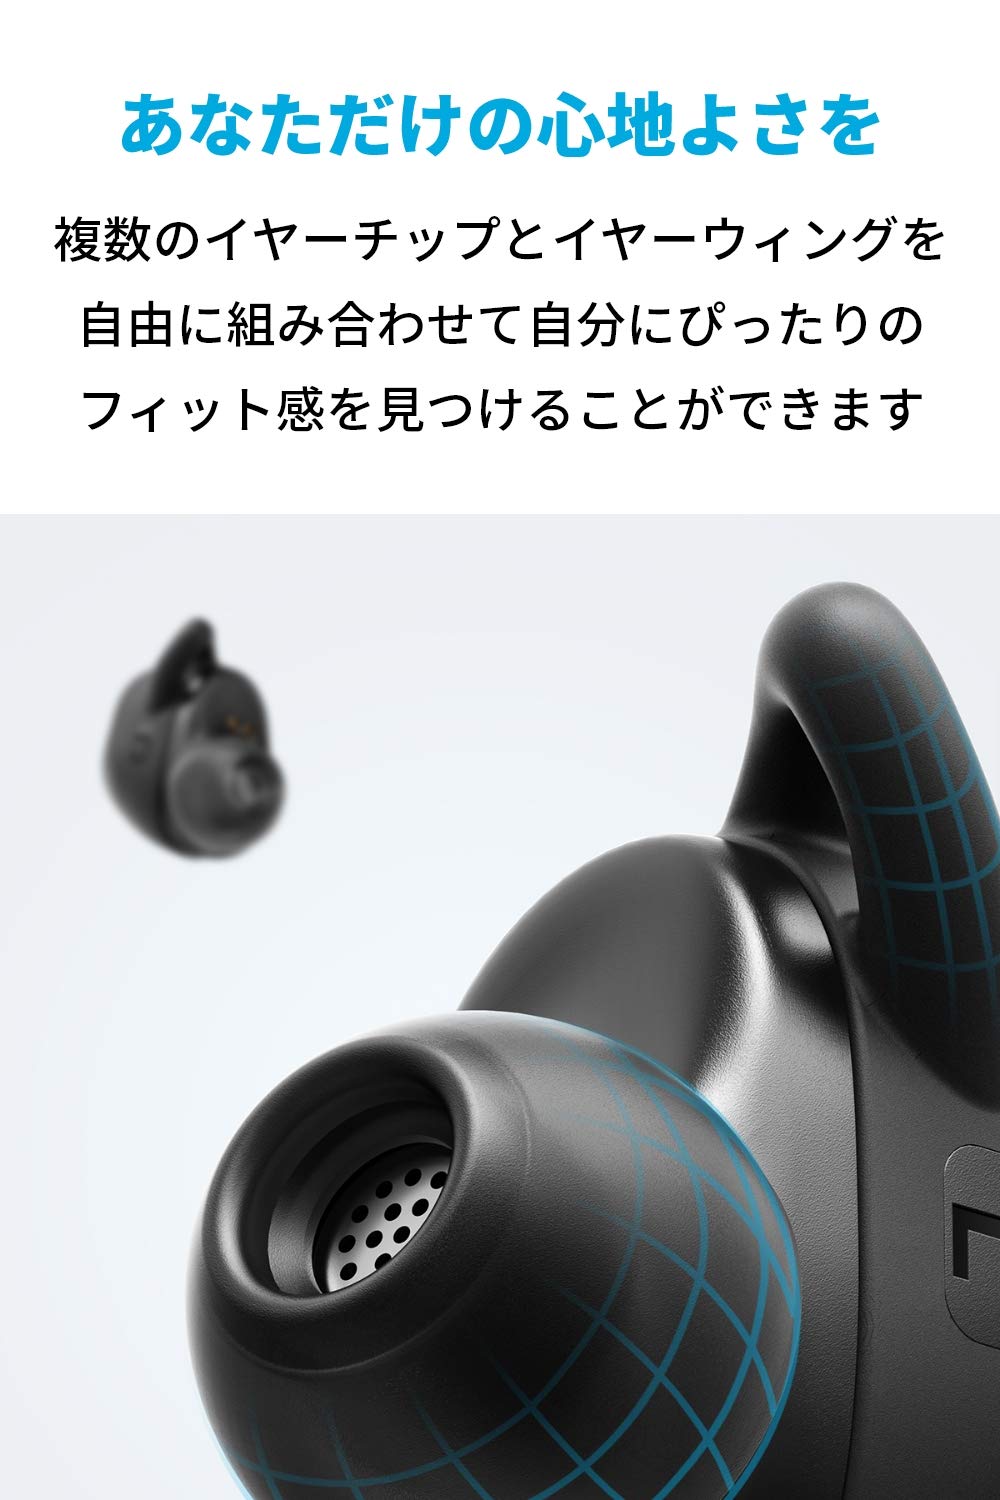 あなただけの心地よさを
複数のイヤーチップとイヤーウィングを
自由に組み合わせて自分にぴったりの
フィット感を見つけることができます